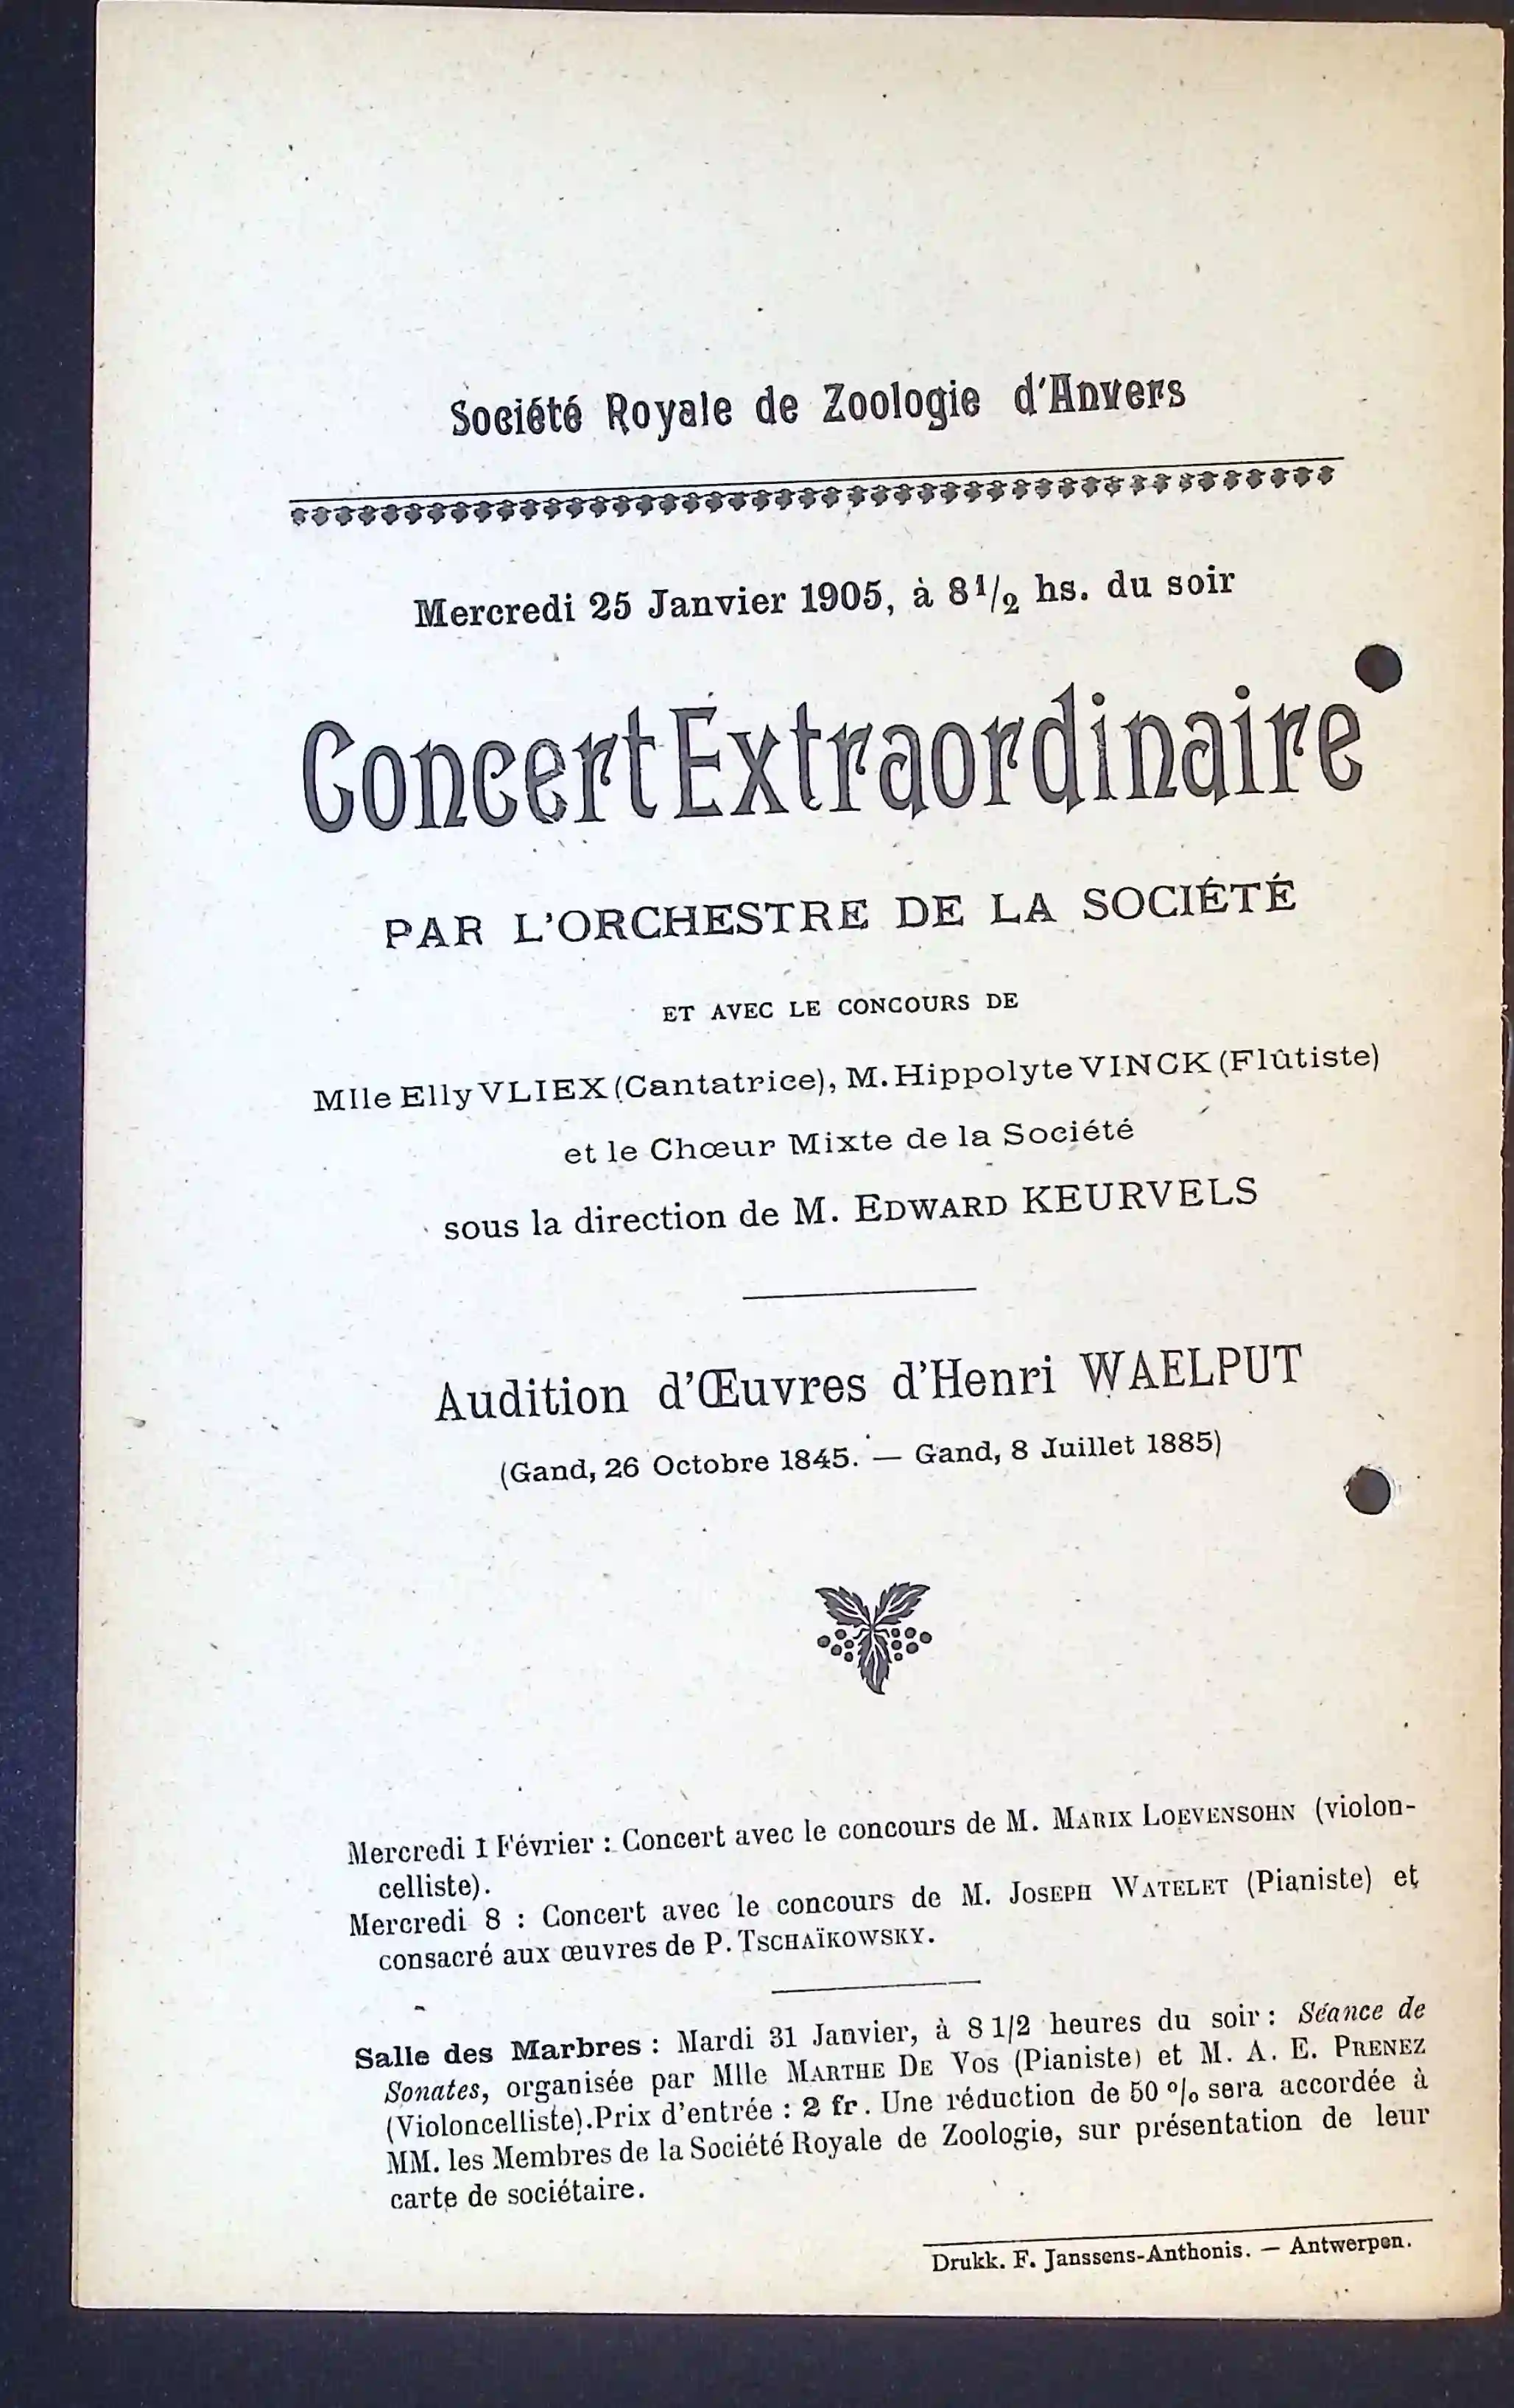 Société Royale de Zoologie d'Anvers
Mercredi 25 Janvier 1905, à 8 1/2 hs. du soir
Concert Extraordinaire
PAR L'ORCHESTRE DE LA SOCIÉTÉ
ET AVEC LE CONCOURS DE
Mlle Elly VLIEX (Cantatrice), M. Hippolyte VINCK (Flûtiste)
et le Chœur Mixte de la Société
sous la direction de M. EDWARD KEURVELS
Audition d'Œuvres d'Henri WAELPUT
(Gand, 26 Octobre 1845. — Gand, 8 Juillet 1885)
Mercredi 1 Février : Concert avec le concours de M. MARIX LOEVENSOHN (violon-
celliste).
Mercredi 8 : Concert avec le concours de M. JOSEPH WATELET (Pianiste) et
consacré aux œuvres de P. TSCHAÏKOWSKY.
Salle des Marbres : Mardi 31 Janvier, à 8 1/2 heures du soir : Séance de
Sonates, organisée par Mlle MARTHE DE VOS (Pianiste) et M. A. E. PRENEZ
(Violoncelliste).Prix d'entrée : 2 fr. Une réduction de 50 % sera accordée à
MM. les Membres de la Société Royale de Zoologie, sur présentation de leur
carte de sociétaire.
Drukk. F. Janssens-Anthonis. — Antwerpen.